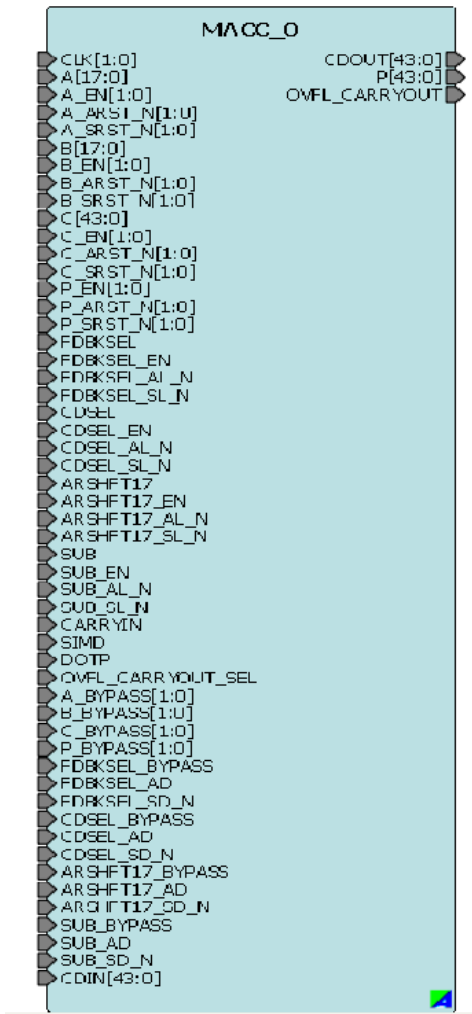 MACC_0
CLK[1:0]
CDOUT[43:0]
A[17:0]
P[43:0]
A_EN[1:0]
OVFL_CARRYOUT
A_ARST_N[1:0]
A_SRST_N[1:0]
B[17:0]
B_EN[1:0]
B_ARST_N[1:0]
B_SRST_N[1:0]
C[43:0]
C_EN[1:0]
C_ARST_N[1:0]
C_SRST_N[1:0]
P_EN[1:0]
P_ARST_N[1:0]
P_SRST_N[1:0]
FDBKSEL
FDBKSEL_EN
FDBKSEL_AL_N
FDBKSEL_SL_N
CDSEL
CDSEL_EN
CDSEL_AL_N
CDSEL_SL_N
ARSHFT17
ARSHFT17_EN
ARSHFT17_AL_N
ARSHFT17_SL_N
SUB
SUB_EN
SUB_AL_N
SUB_SL_N
CARRYIN
SIMD
DOTP
OVFL_CARRYOUT_SEL
A_BYPASS[1:0]
B_BYPASS[1:0]
C_BYPASS[1:0]
P_BYPASS[1:0]
FDBKSEL_BYPASS
FDBKSEL_AD
FDBKSEL_SD_N
CDSEL_BYPASS
CDSEL_AD
CDSEL_SD_N
ARSHFT17_BYPASS
ARSHFT17_AD
ARSHFT17_SD_N
SUB_BYPASS
SUB_AD
SUB_SD_N
CDIN[43:0]